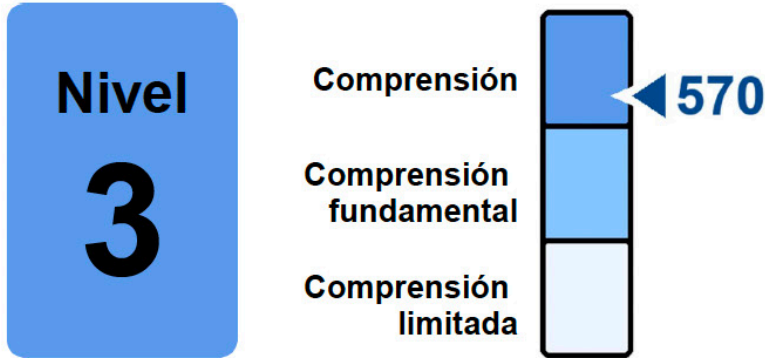 Nivel
3
Comprensión
570
Comprensión
fundamental
Comprensión
limitada